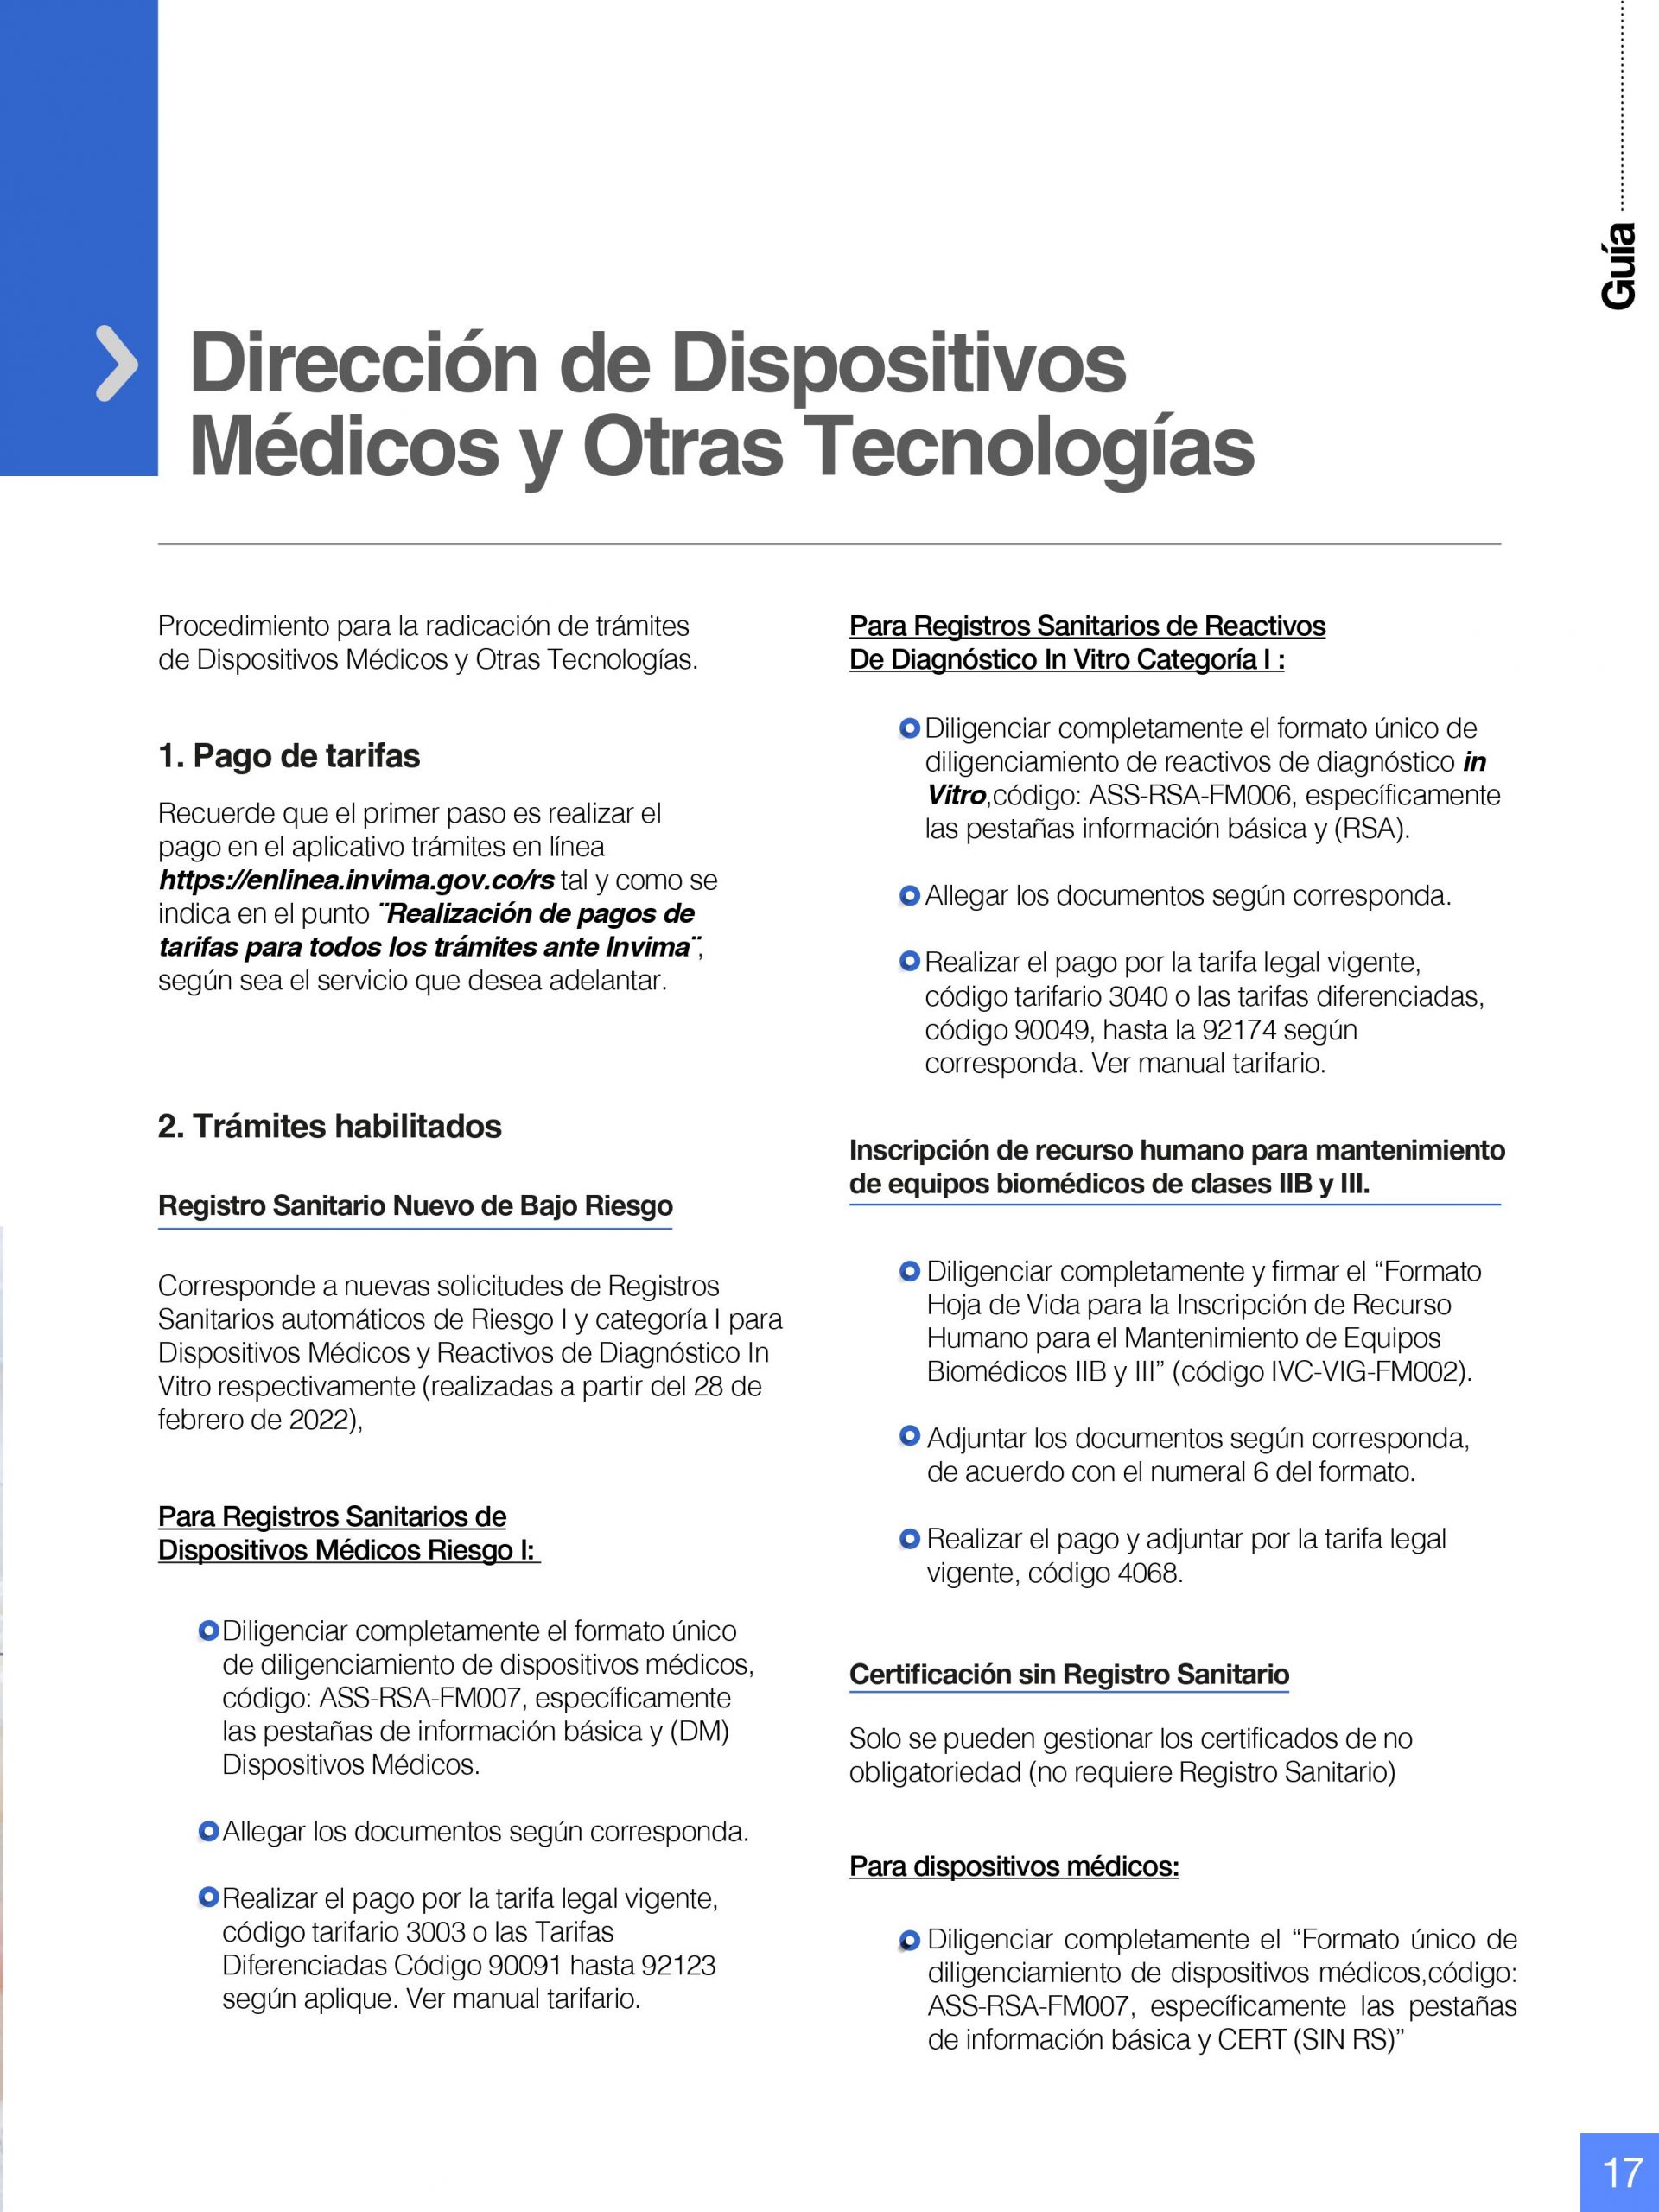 Guía
Dirección de Dispositivos
Médicos y Otras Tecnologías
Procedimiento para la radicación de trámites
de Dispositivos Médicos y Otras Tecnologías.
1. Pago de tarifas
Recuerde que el primer paso es realizar el
pago en el aplicativo trámites en línea
https://enlinea.invima.gov.co/rs tal y como se
indica en el punto ¨Realización de pagos de
tarifas para todos los trámites ante Invima¨,
según sea el servicio que desea adelantar.
2. Trámites habilitados
Registro Sanitario Nuevo de Bajo Riesgo
Corresponde a nuevas solicitudes de Registros
Sanitarios automáticos de Riesgo I y categoría I para
Dispositivos Médicos y Reactivos de Diagnóstico In
Vitro respectivamente (realizadas a partir del 28 de
febrero de 2022),
Para Registros Sanitarios de
Dispositivos Médicos Riesgo I:
Diligenciar completamente el formato único
de diligenciamiento de dispositivos médicos,
código: ASS-RSA-FM007, específicamente
las pestañas de información básica y (DM)
Dispositivos Médicos.
Allegar los documentos según corresponda.
Realizar el pago por la tarifa legal vigente,
código tarifario 3003 o las Tarifas
Diferenciadas Código 90091 hasta 92123
según aplique. Ver manual tarifario.
Para Registros Sanitarios de Reactivos
De Diagnóstico In Vitro Categoría I :
Diligenciar completamente el formato único de
diligenciamiento de reactivos de diagnóstico in
Vitro,código: ASS-RSA-FM006, específicamente
las pestañas información básica y (RSA).
Allegar los documentos según corresponda.
Realizar el pago por la tarifa legal vigente,
código tarifario 3040 o las tarifas diferenciadas,
código 90049, hasta la 92174 según
corresponda. Ver manual tarifario.
Inscripción de recurso humano para mantenimiento
de equipos biomédicos de clases IIB y III.
Diligenciar completamente y firmar el “Formato
Hoja de Vida para la Inscripción de Recurso
Humano para el Mantenimiento de Equipos
Biomédicos IIB y III” (código IVC-VIG-FM002).
Adjuntar los documentos según corresponda,
de acuerdo con el numeral 6 del formato.
Realizar el pago y adjuntar por la tarifa legal
vigente, código 4068.
Certificación sin Registro Sanitario
Solo se pueden gestionar los certificados de no
obligatoriedad (no requiere Registro Sanitario)
Para dispositivos médicos:
Diligenciar completamente el “Formato único de
diligenciamiento de dispositivos médicos,código:
ASS-RSA-FM007, específicamente las pestañas
de información básica y CERT (SIN RS)”
17